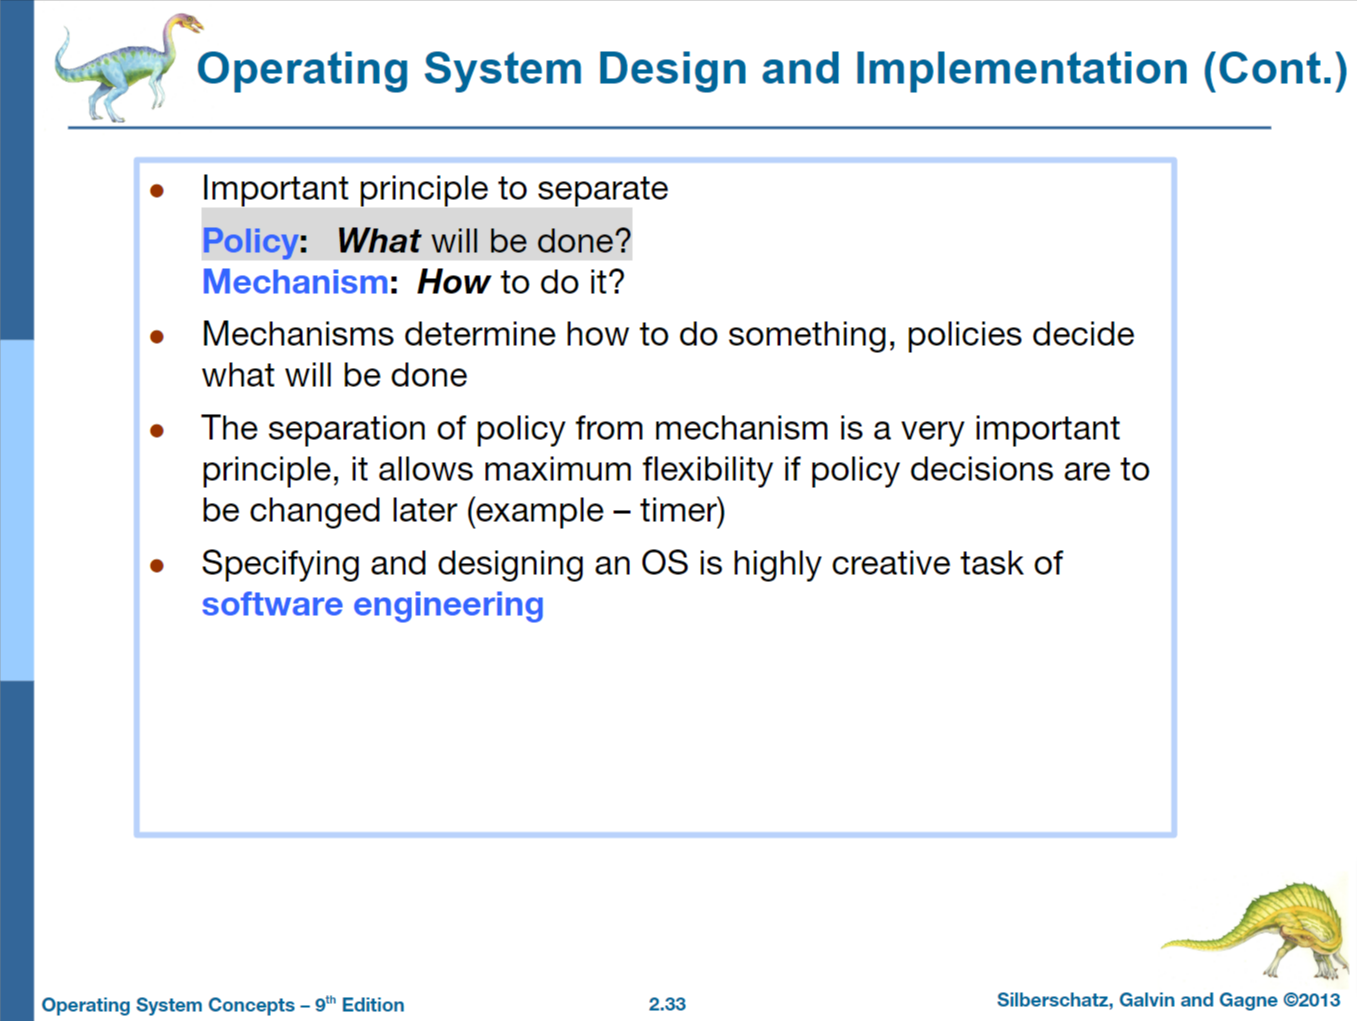 Operating System Design and Implementation (Cont.)
● Important principle to separate
Policy: What will be done?
Mechanism: How to do it?
● Mechanisms determine how to do something, policies decide
what will be done
● The separation of policy from mechanism is a very important
principle, it allows maximum flexibility if policy decisions are to
be changed later (example – timer)
● Specifying and designing an OS is highly creative task of
software engineering
Operating System Concepts – 9th Edition
2.33
Silberschatz, Galvin and Gagne ©2013